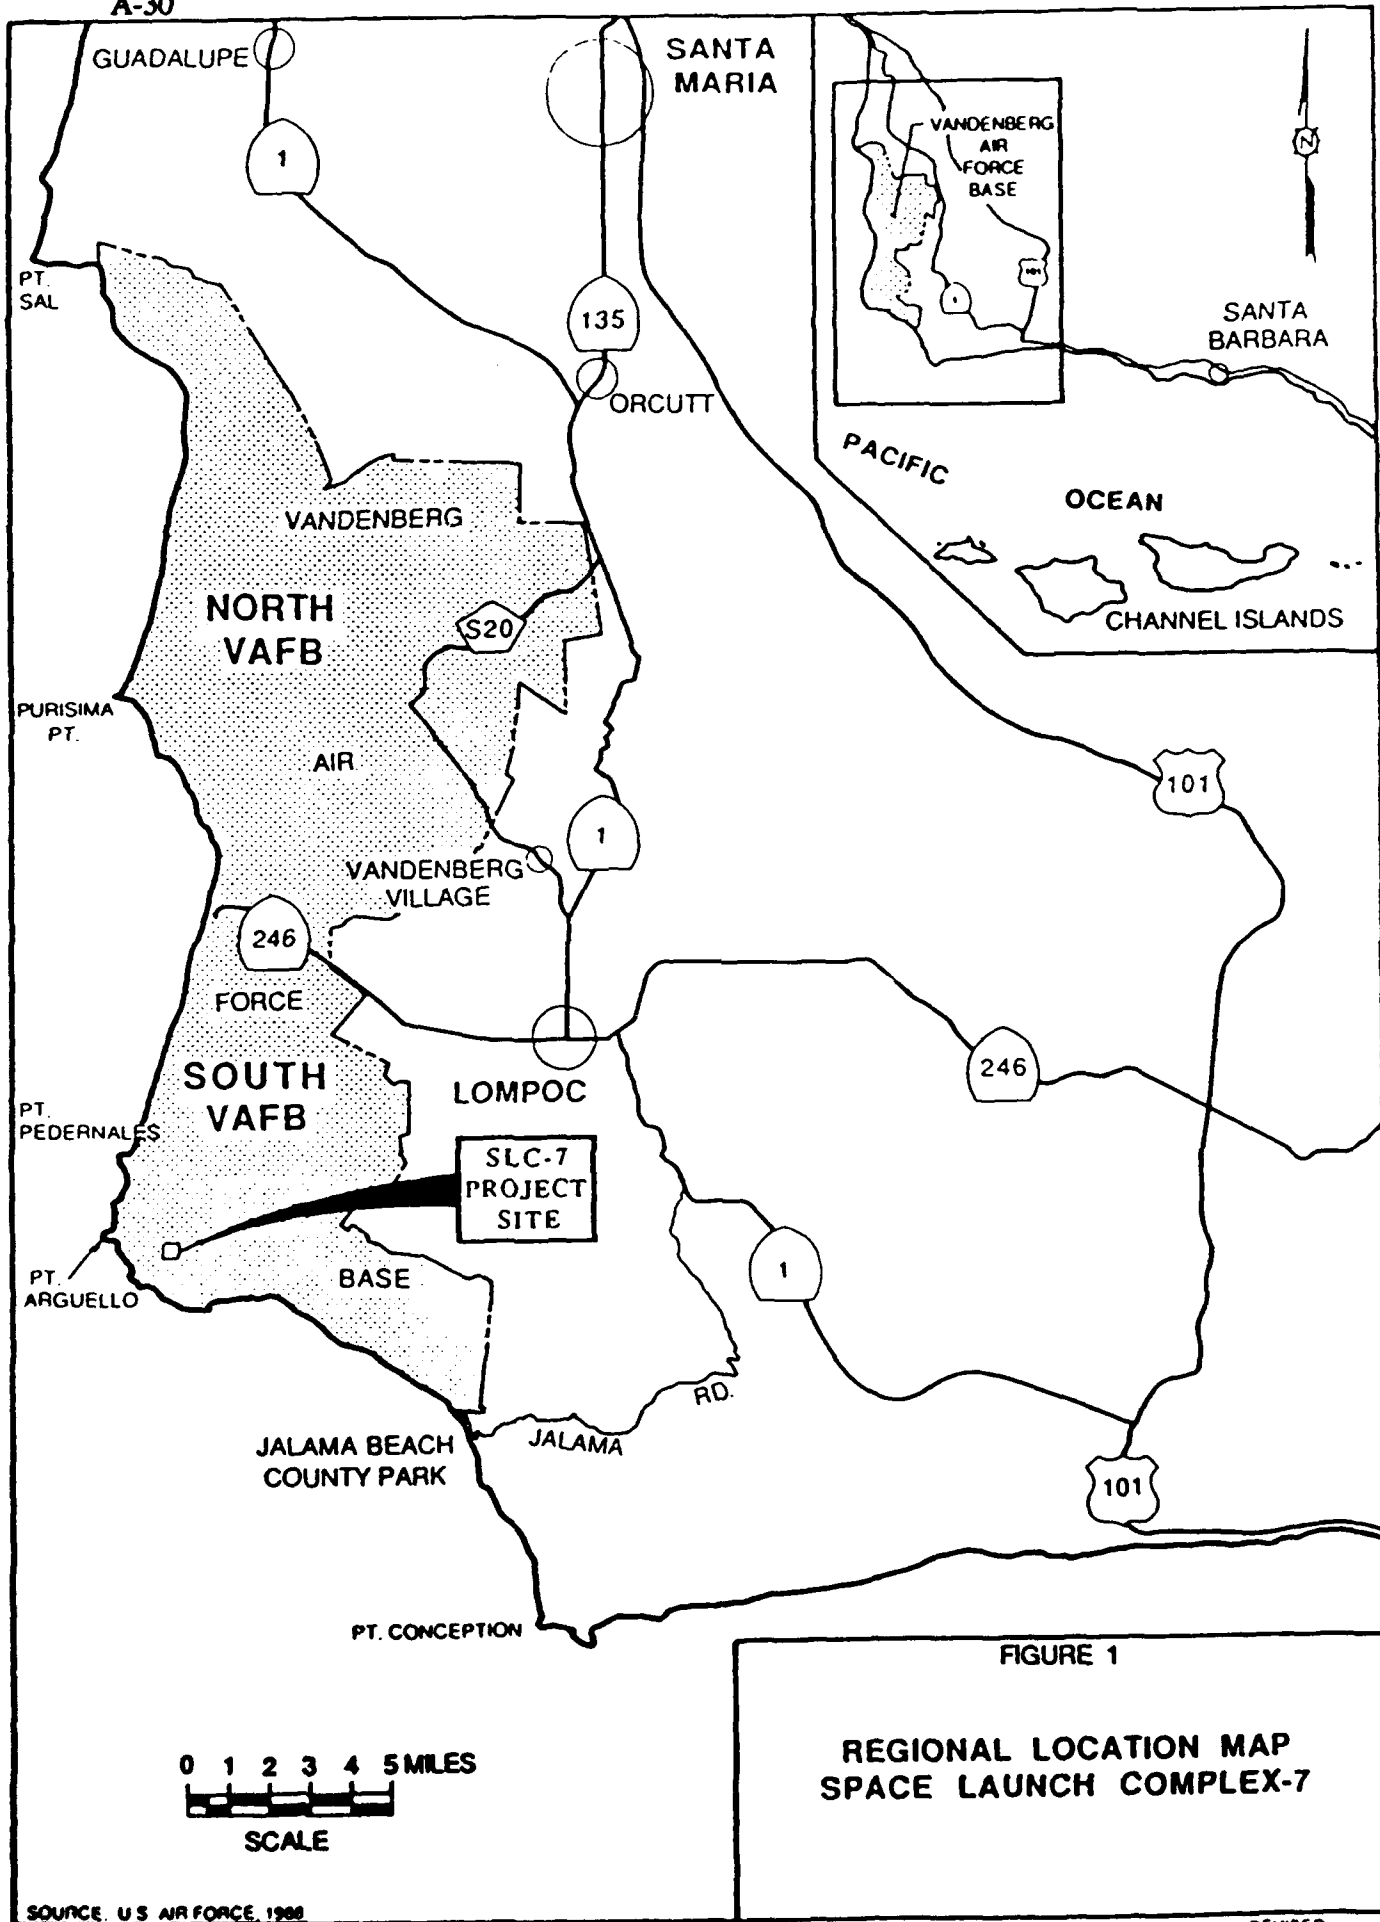 A-30
GUADALUPE
SANTA
MARIA
1
VANDENBERG
AIR
FORCE
BASE
N
PT.
SAL
135
101
1
SANTA
BARBARA
ORCUTT
PACIFIC
OCEAN
VANDENBERG
NORTH
VAFB
S20
CHANNEL ISLANDS
PURISIMA
PT.
AIR
101
1
VANDENBERG
VILLAGE
246
FORCE
SOUTH
VAFB
LOMPOC
246
PT.
PEDERNALES
SLC-7
PROJECT
SITE
PT.
ARGUELLO
BASE
1
RD.
JALAMA
JALAMA BEACH
COUNTY PARK
101
PT. CONCEPTION
FIGURE 1
REGIONAL LOCATION MAP
SPACE LAUNCH COMPLEX-7
0 1 2 3 4 5 MILES
SCALE
SOURCE. U S AIR FORCE,